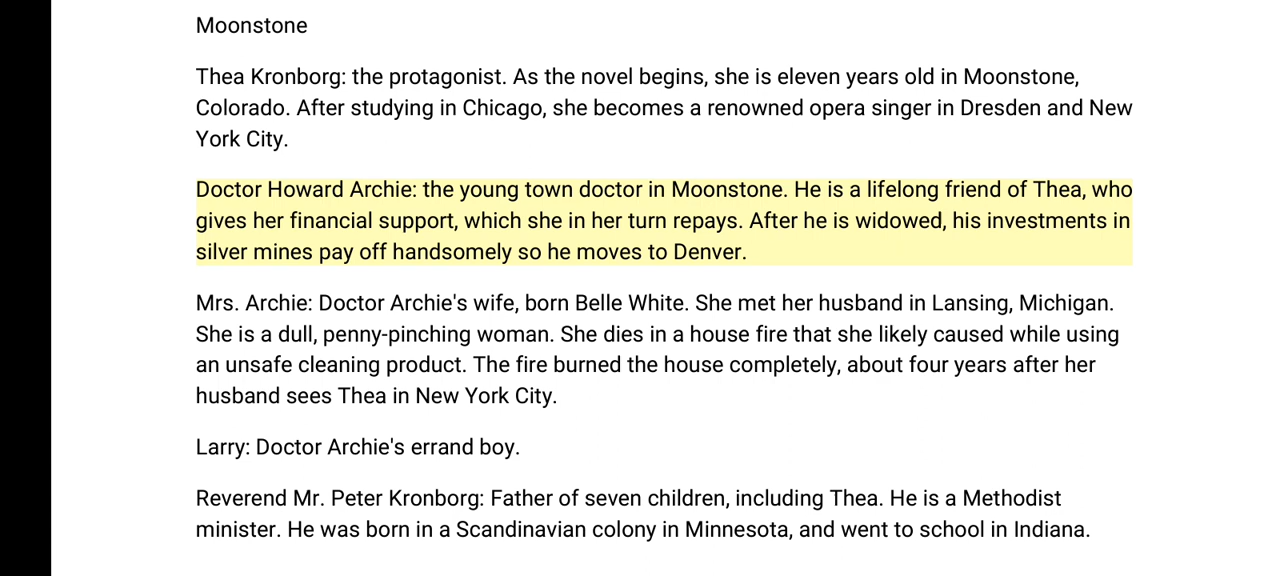 Moonstone
Thea Kronborg: the protagonist. As the novel begins, she is eleven years old in Moonstone,
Colorado. After studying in Chicago, she becomes a renowned opera singer in Dresden and New
York City.
Doctor Howard Archie: the young town doctor in Moonstone. He is a lifelong friend of Thea, who
gives her financial support, which she in her turn repays. After he is widowed, his investments in
silver mines pay off handsomely so he moves to Denver.
Mrs. Archie: Doctor Archie's wife, born Belle White. She met her husband in Lansing, Michigan.
She is a dull, penny-pinching woman. She dies in a house fire that she likely caused while using
an unsafe cleaning product. The fire burned the house completely, about four years after her
husband sees Thea in New York City.
Larry: Doctor Archie's errand boy.
Reverend Mr. Peter Kronborg: Father of seven children, including Thea. He is a Methodist
minister. He was born in a Scandinavian colony in Minnesota, and went to school in Indiana.